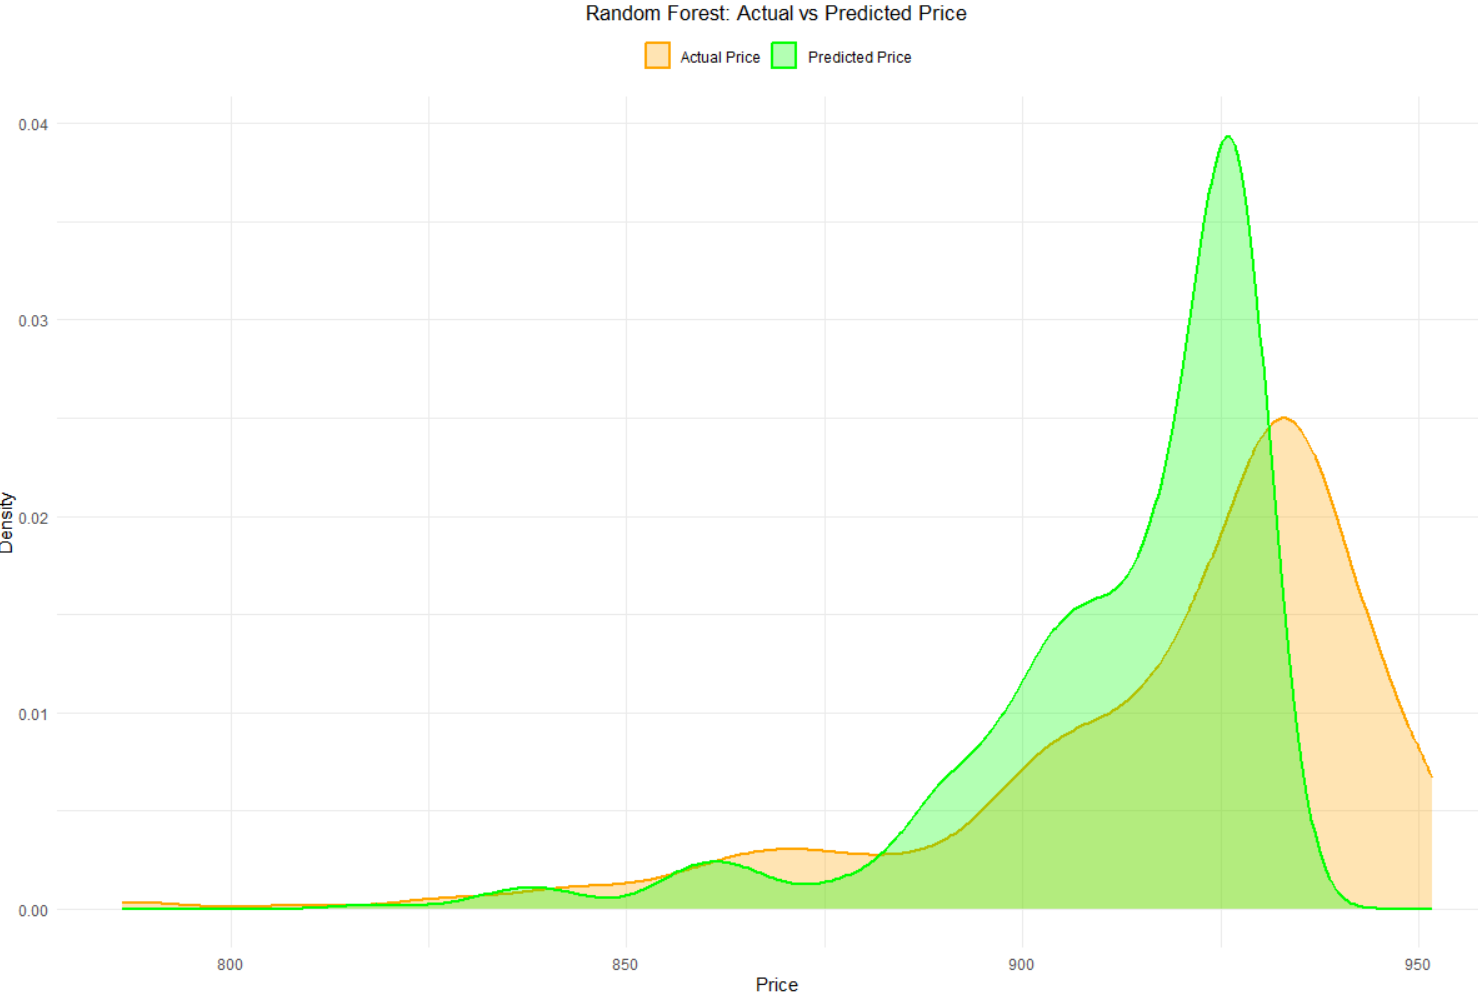 Random Forest: Actual vs Predicted Price
Actual Price Predicted Price
0.04
0.03
0.02
0.01
0.00
Density
800 850 900 950
Price